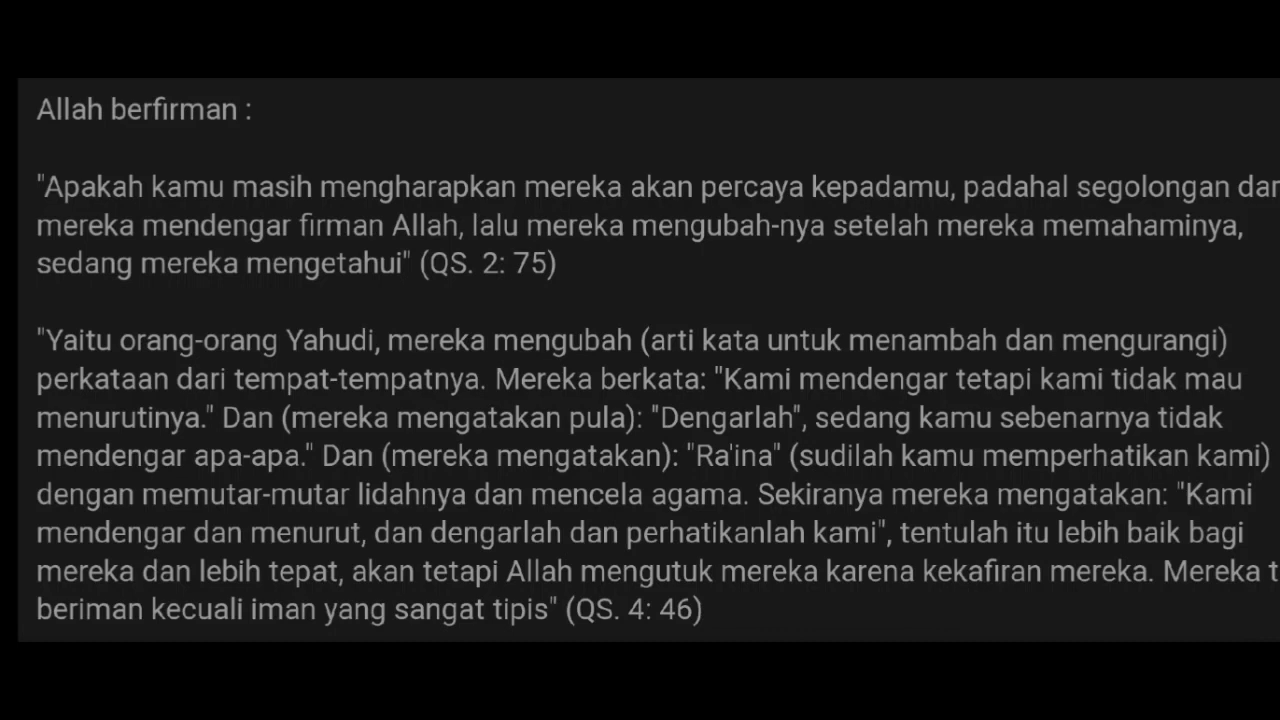 Allah berfirman :
"Apakah kamu masih mengharapkan mereka akan percaya kepadamu, padahal segolongan
mereka mendengar firman Allah, lalu mereka mengubah-nya setelah mereka memahaminya,
sedang mereka mengetahui" (QS. 2: 75)
"Yaitu orang-orang Yahudi, mereka mengubah (arti kata untuk menambah dan mengurangi)
perkataan dari tempat-tempatnya. Mereka berkata: "Kami mendengar tetapi kami tidak mau
menurutinya." Dan (mereka mengatakan pula): "Dengarlah", sedang kamu sebenarnya tidak
mendengar apa-apa." Dan (mereka mengatakan): "Ra'ina" (sudilah kamu memperhatikan kami)
dengan memutar-mutar lidahnya dan mencela agama. Sekiranya mereka mengatakan: "Kami
mendengar dan menurut, dan dengarlah dan perhatikanlah kami", tentulah itu lebih baik bagi
mereka dan lebih tepat, akan tetapi Allah mengutuk mereka karena kekafiran mereka. Mereka
beriman kecuali iman yang sangat tipis" (QS. 4: 46)